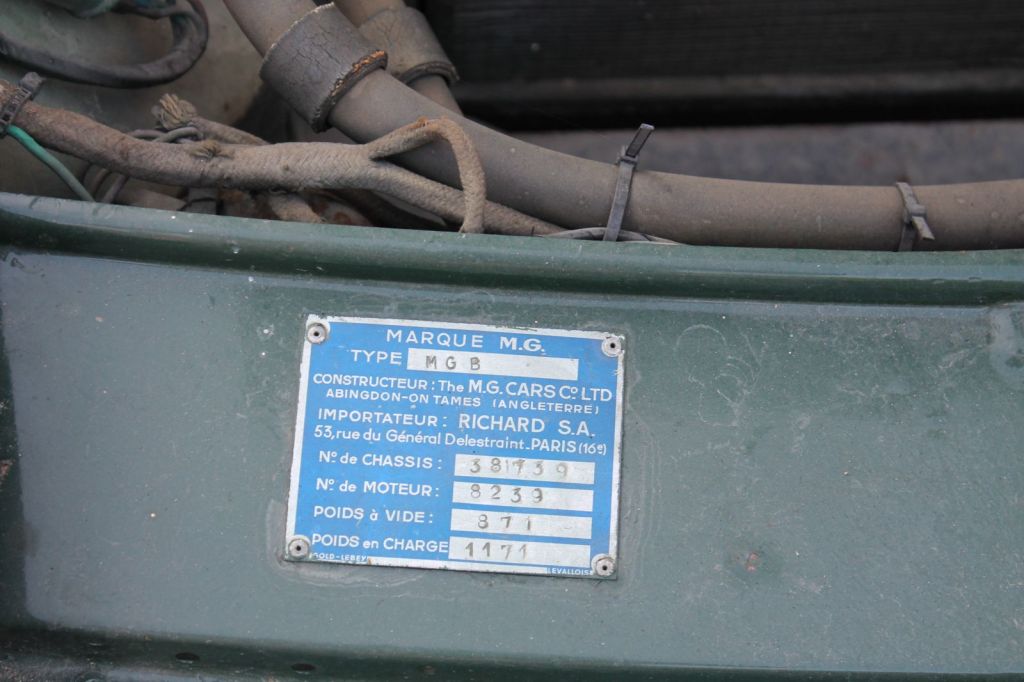 MARQUE M.G.
TYPE MGB
CONSTRUCTEUR: The M.G. CARS Co LTD
ABINGDON-ON TAMES (ANGLETERRE)
IMPORTATEUR: RICHARD S.A.
53, rue du Général Delestraint-PARIS (16e)
No de CHASSIS: 38739
No de MOTEUR: 8239
POIDS à VIDE: 871
POIDS en CHARGE 1171
LEVALLOIS